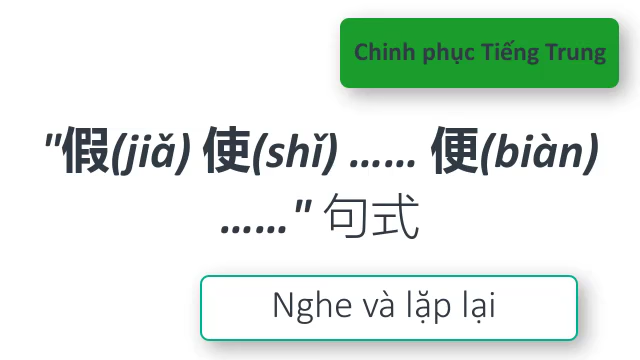 Chinh phục Tiếng Trung
"假(jiǎ) 使(shǐ) …… 便(biàn)
……" 句式
Nghe và lặp lại